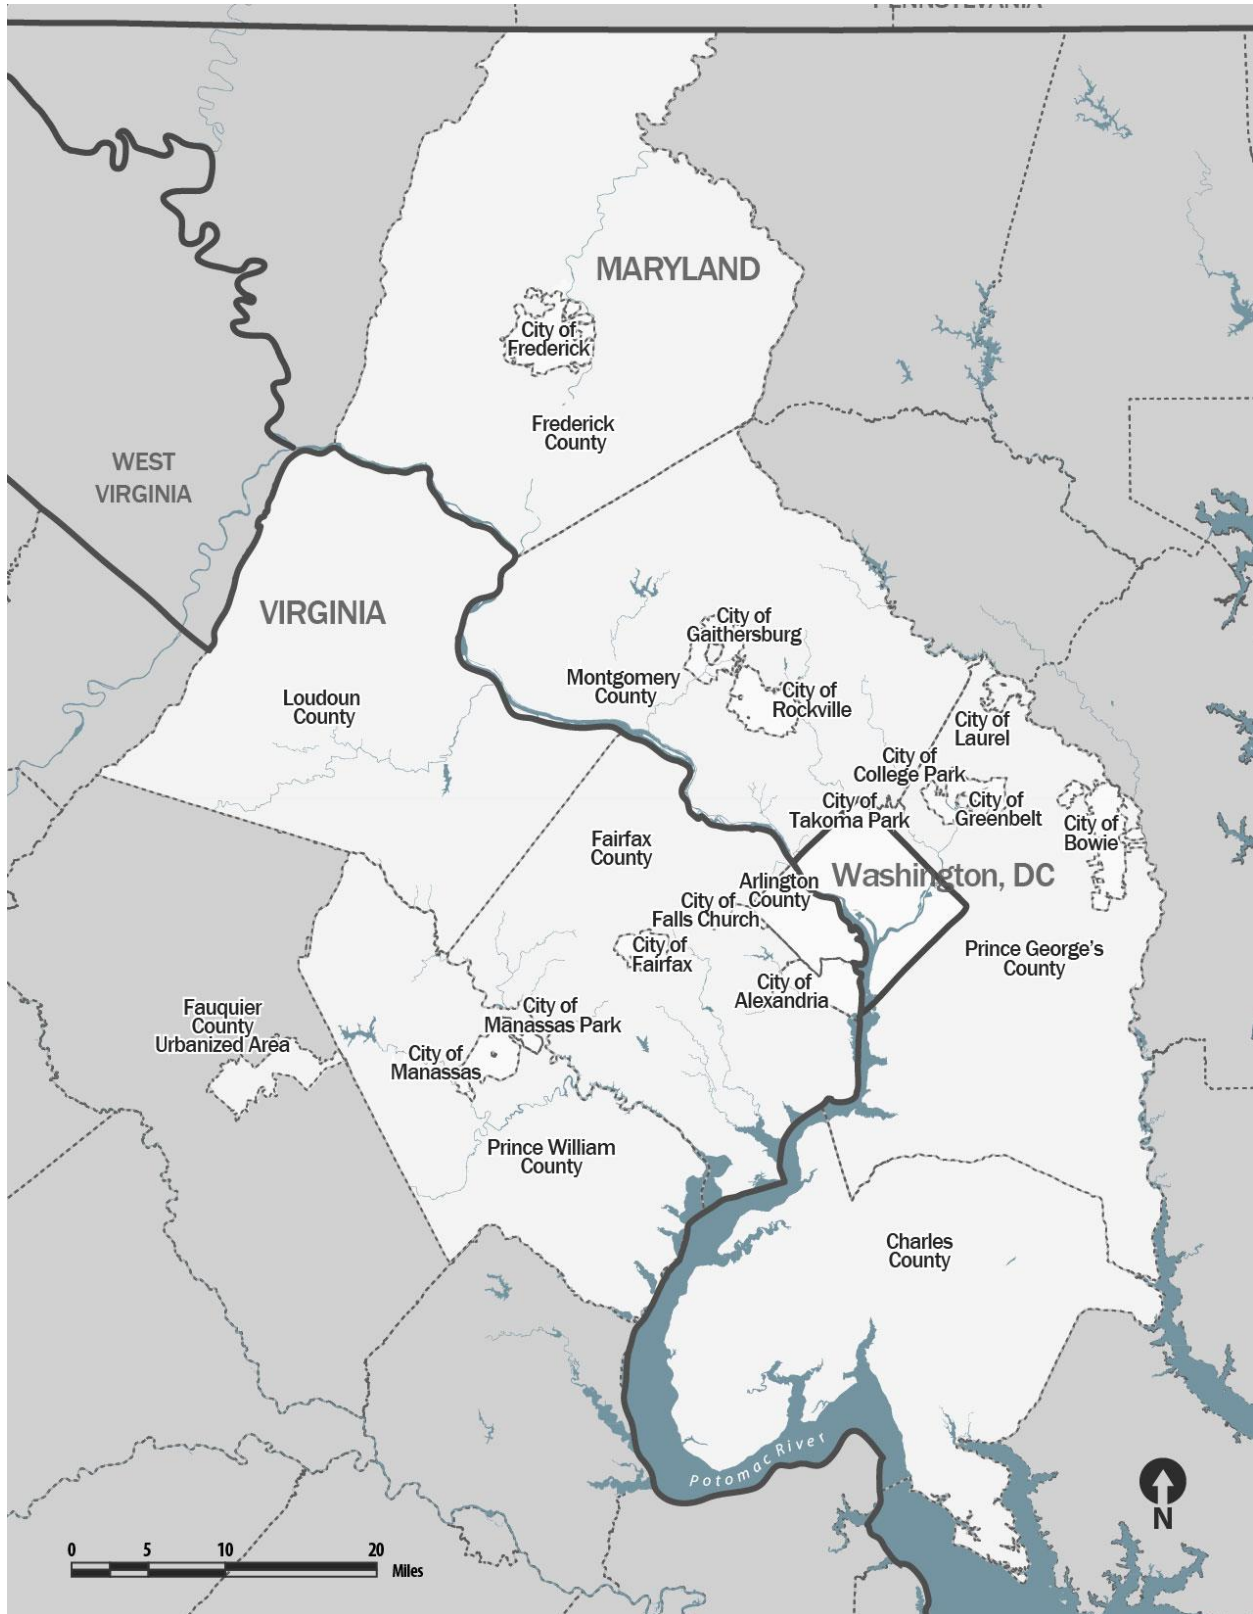 PENNSYLVANIA
MARYLAND
City of
Frederick
Frederick
County
WEST
VIRGINIA
VIRGINIA
City of
Gaithersburg
Montgomery
County
City of
Rockville
Loudoun
County
City of
Laurel
City of
College Park
City of
Takoma Park
City of
Greenbelt
City of
Bowie
Fairfax
County
Washington, DC
Arlington
County
City of
Falls Church
City of
Fairfax
Prince George's
County
City of
Alexandria
Fauquier
County
Urbanized Area
City of
Manassas Park
City of
Manassas
Prince William
County
Charles
County
Potomac River
N
0 5 10 20
Miles